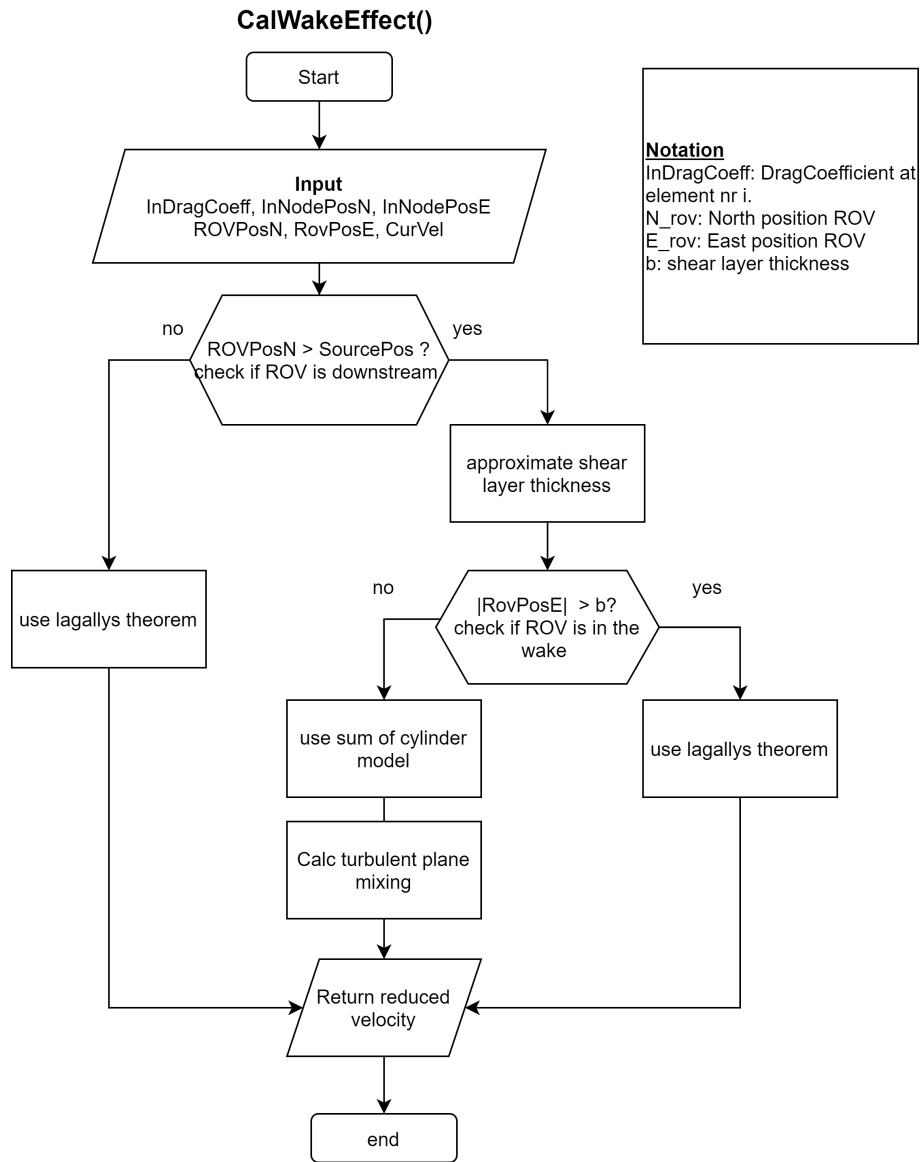 CalWakeEffect()
Start
Input
InDragCoeff, InNodePosN, InNodePosE
ROVPosN, RovPosE, CurVel
Notation
InDragCoeff: DragCoefficient at
element nr i.
N_rov: North position ROV
E_rov: East position ROV
b: shear layer thickness
no
yes
ROVPosN > SourcePos ?
check if ROV is downstream
approximate shear
layer thickness
use lagallys theorem
no
yes
|RovPosE| > b?
check if ROV is in the
wake
use sum of cylinder
model
use lagallys theorem
Calc turbulent plane
mixing
Return reduced
velocity
end